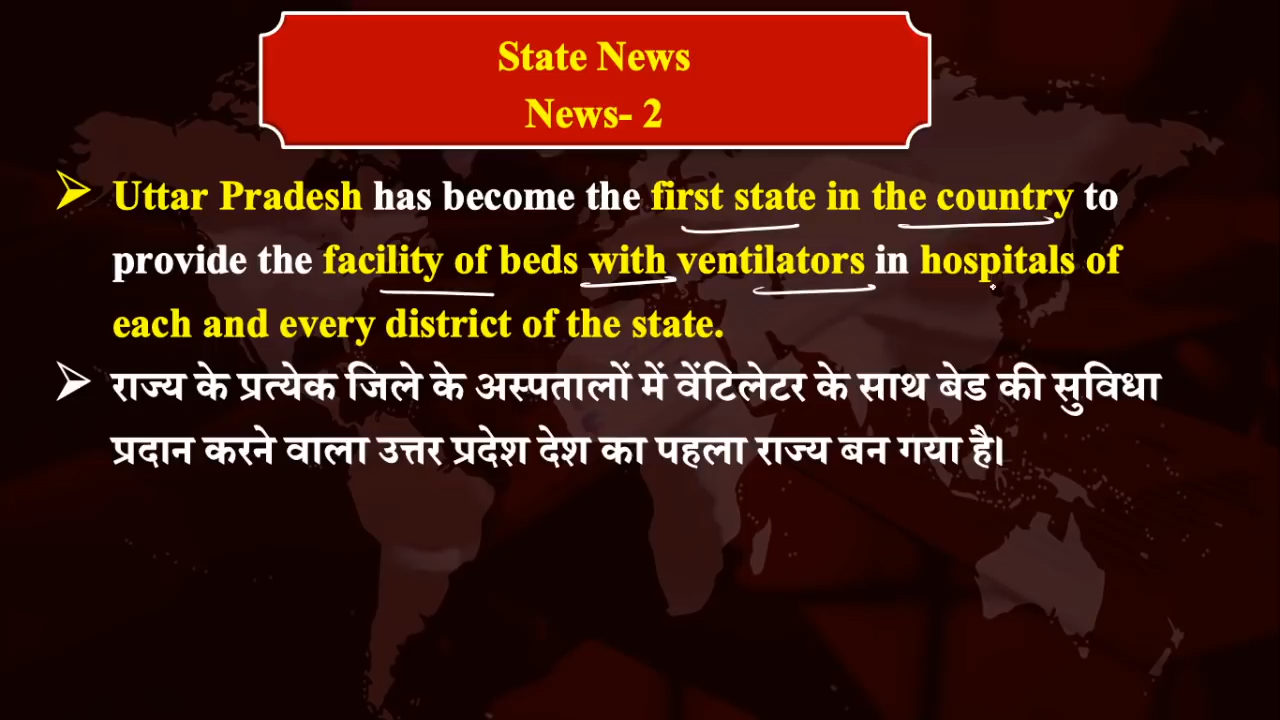 State News
News- 2
Uttar Pradesh has become the first state in the country to
provide the facility of beds with ventilators in hospitals of
each and every district of the state.
राज्य के प्रत्येक जिले के अस्पतालों में वेंटिलेटर के साथ बेड की सुविधा
प्रदान करने वाला उत्तर प्रदेश देश का पहला राज्य बन गया है।